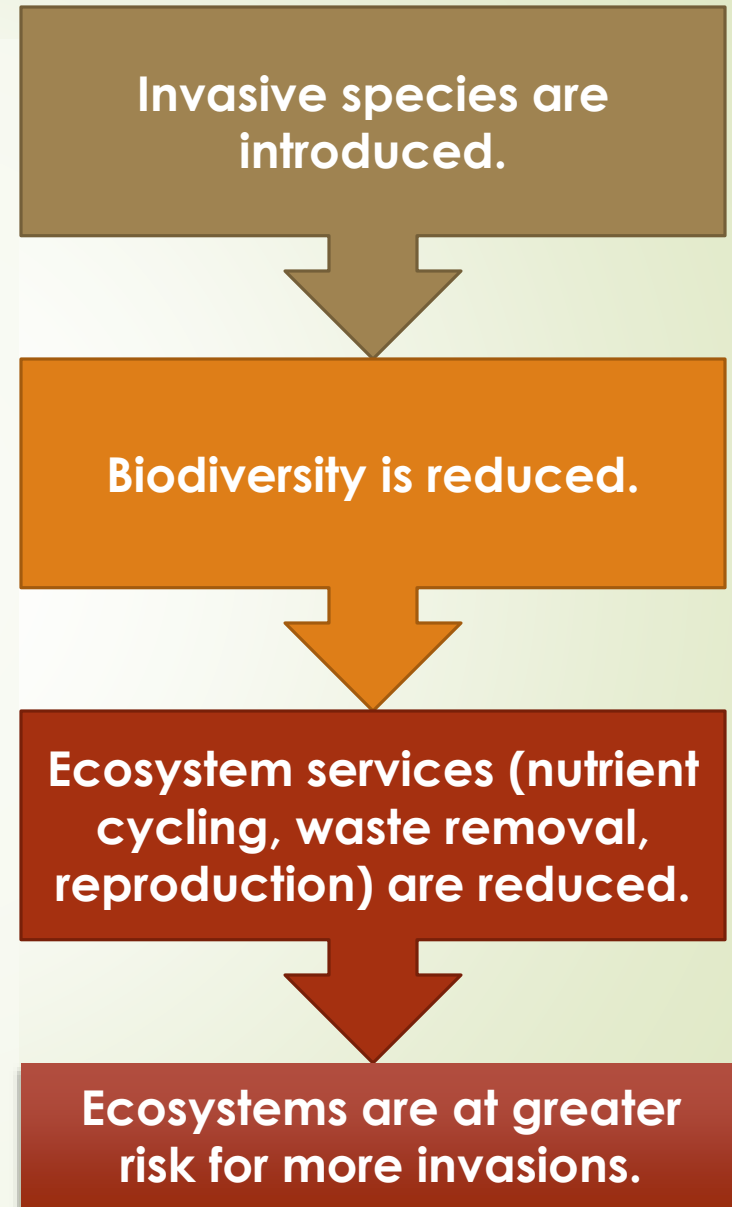 Invasive species are
introduced.
Biodiversity is reduced.
Ecosystem services (nutrient
cycling, waste removal,
reproduction) are reduced.
Ecosystems are at greater
risk for more invasions.